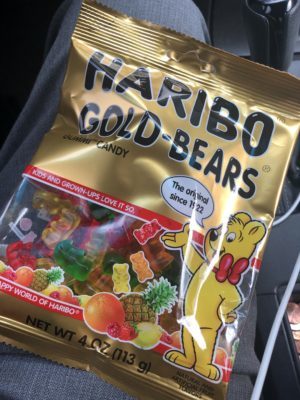 HARIBO
GOLD-BEARS
GUMMI CANDY
KIDS AND GROWN-UPS LOVE IT SO,
The original
since 1922
HAPPY WORLD OF HARIBO®
NET WT 4 OZ (113 g)